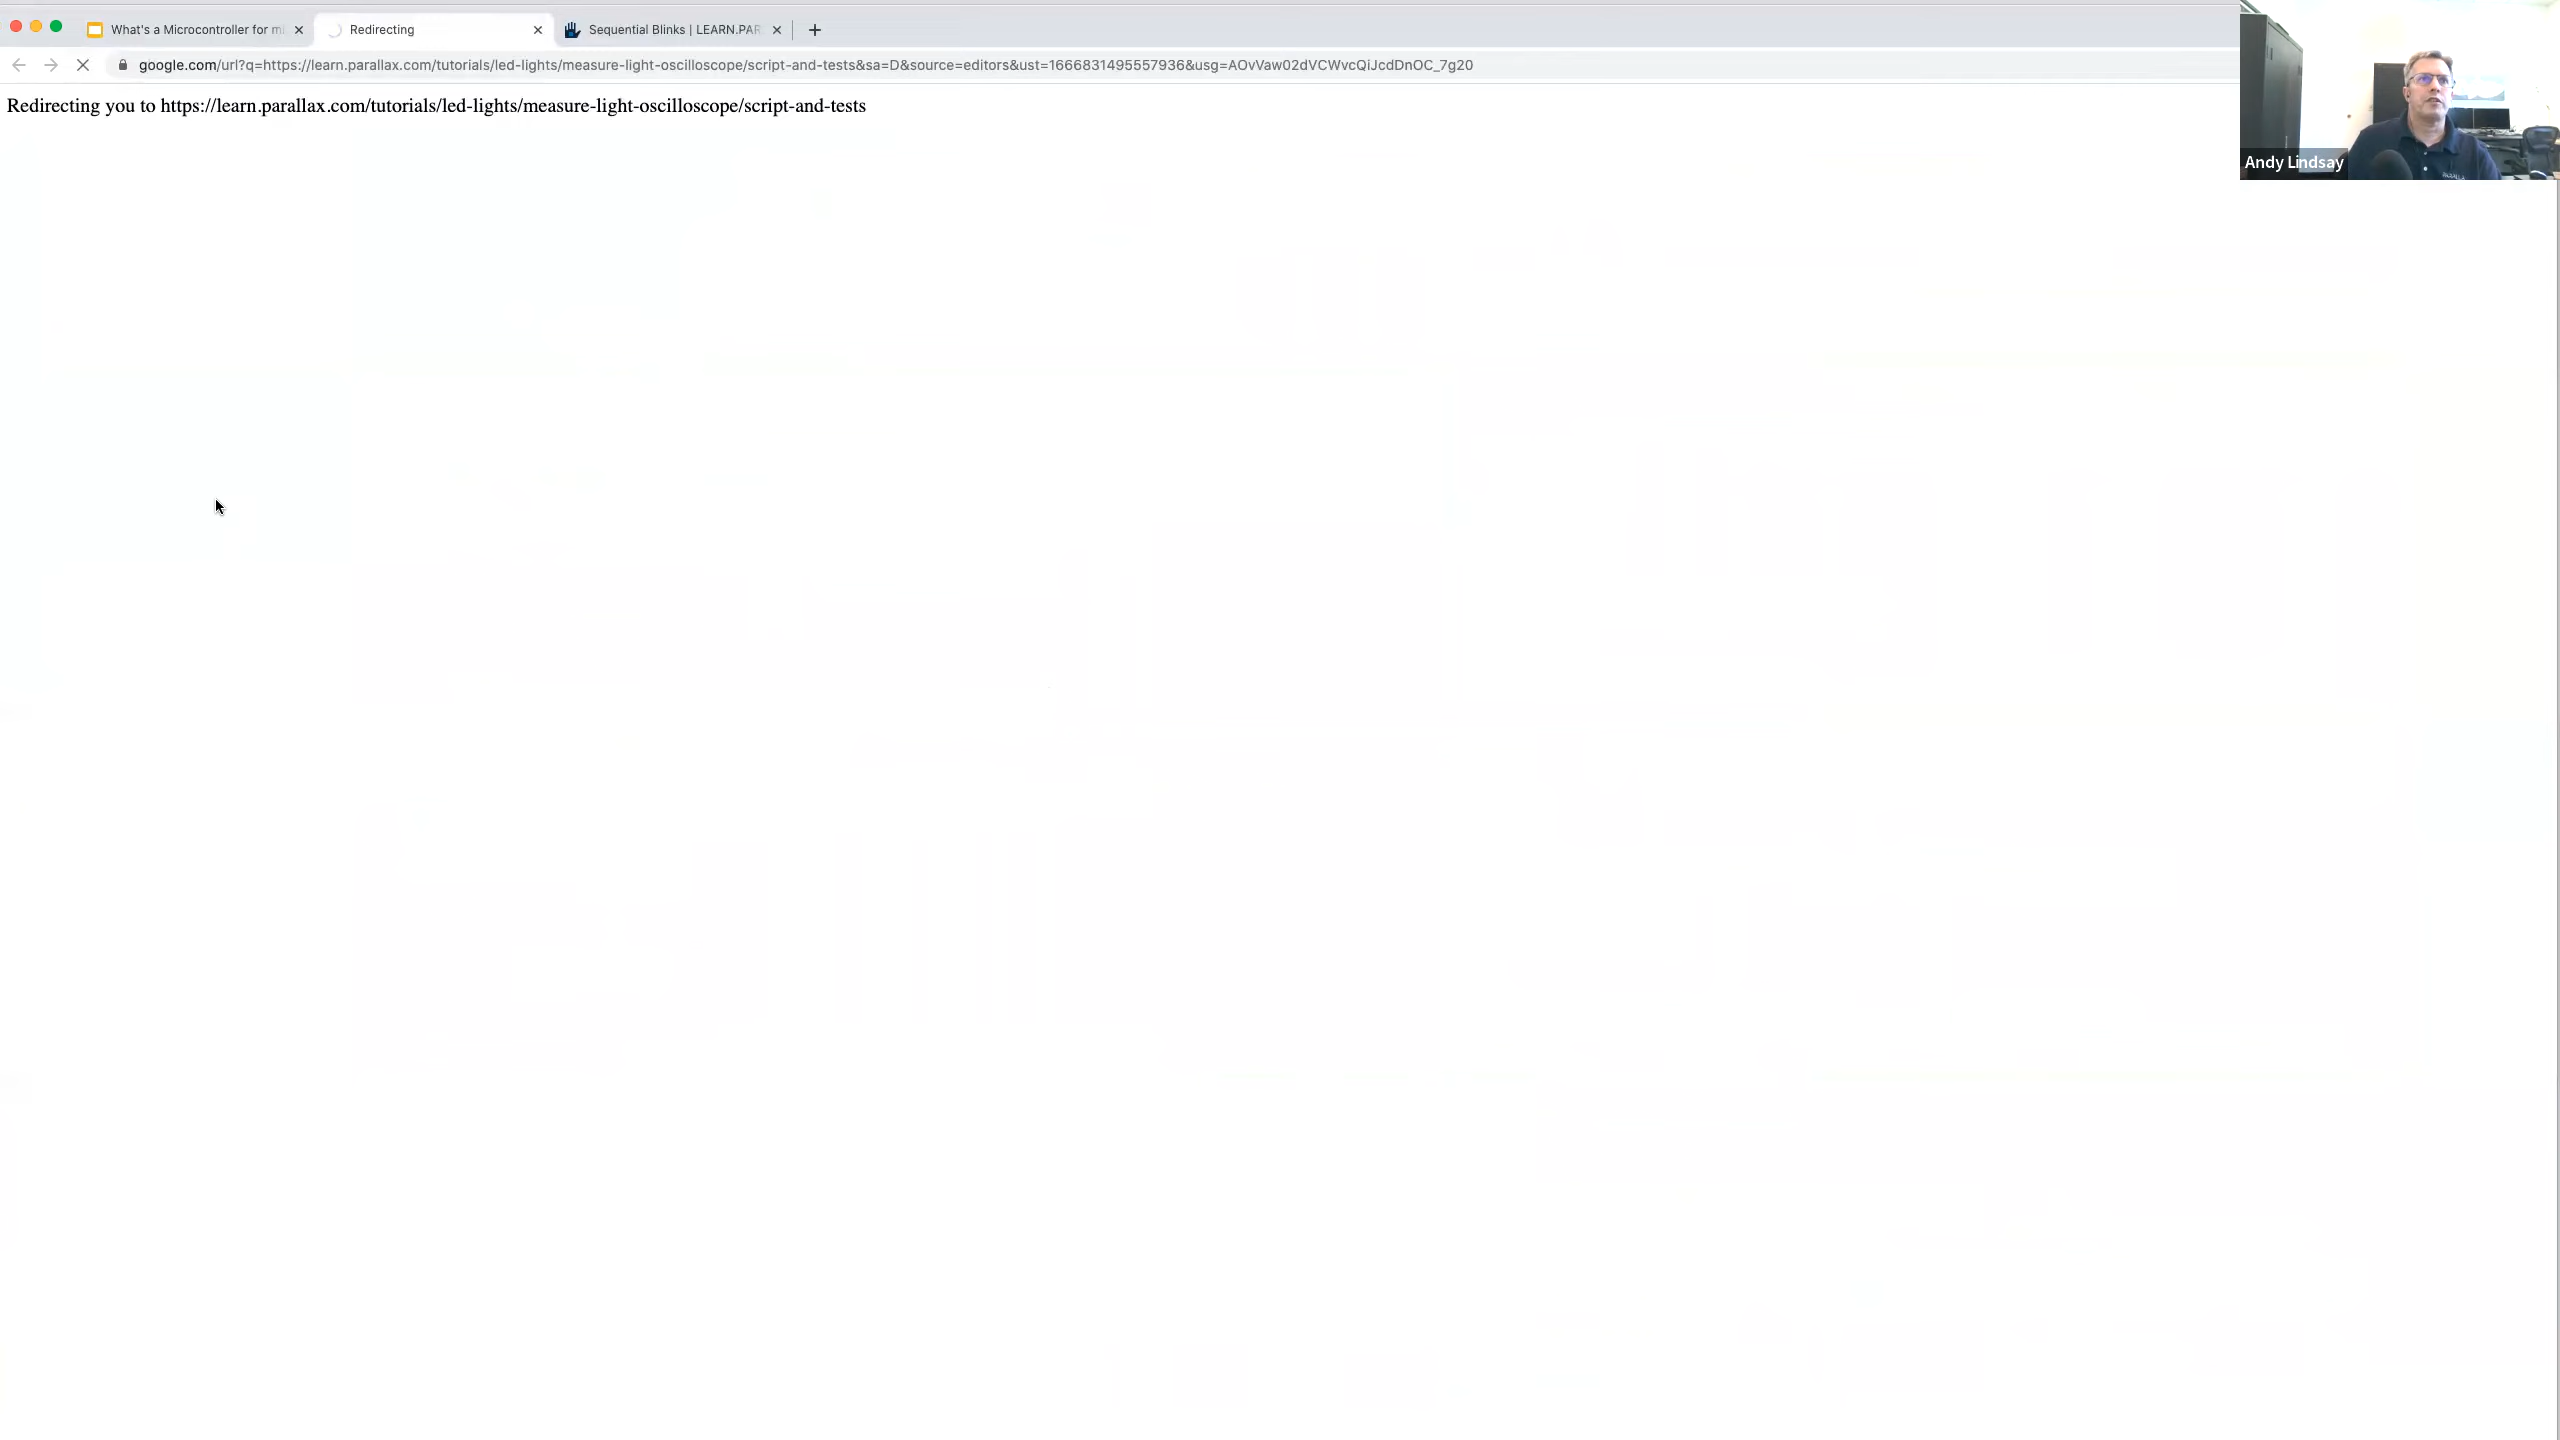 What's a Microcontroller for mi
Redirecting
Sequential Blinks | LEARN.PAR
google.com/url?q=https://learn.parallax.com/tutorials/led-lights/measure-light-oscilloscope/script-and-tests&sa=D&source=editors&ust=1666831495557936&usg=AOvVaw02dVCWvcQiJcdDnOC_7g20
Redirecting you to https://learn.parallax.com/tutorials/led-lights/measure-light-oscilloscope/script-and-tests
Andy Lindsay